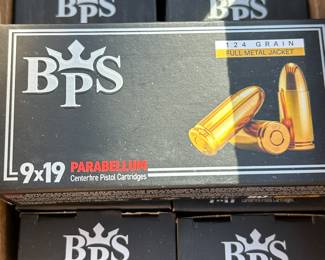 BPS
124 GRAIN
FULL METAL JACKET
9x19 PARABELLUM
Centerfire Pistol Cartridges
BPS
BPS